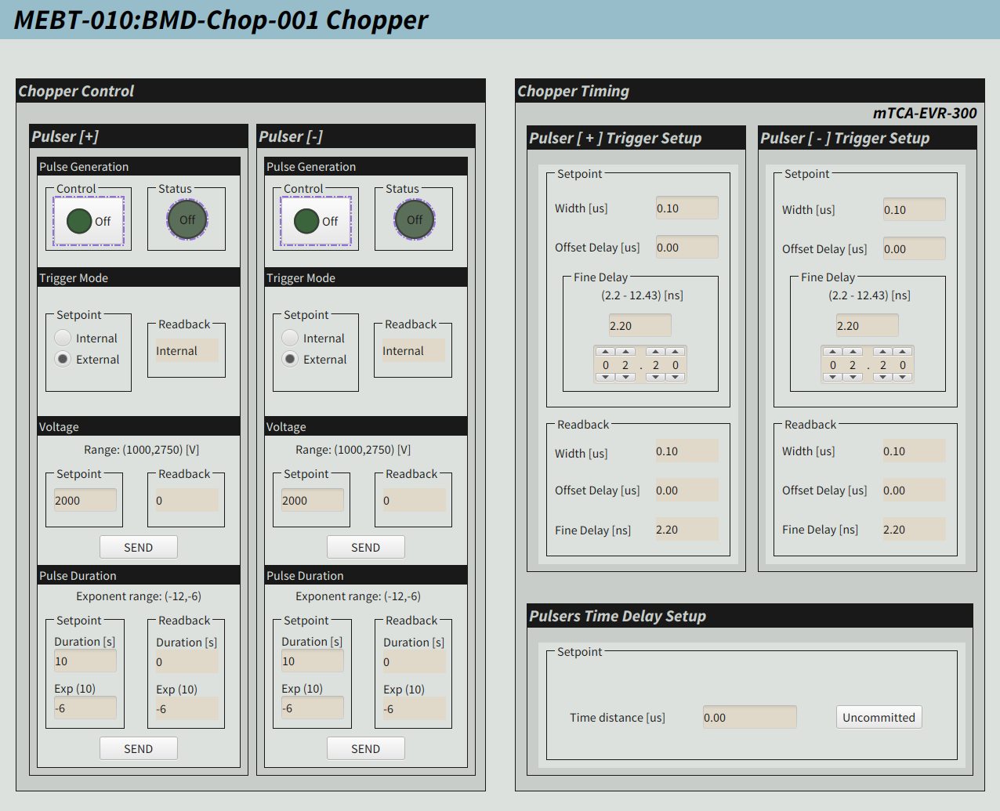 MEBT-010:BMD-Chop-001 Chopper
Chopper Control
Pulser [+]
Pulse Generation
Control
Off
Status
Off
Trigger Mode
Setpoint
Internal
External
Readback
Internal
Voltage
Range: (1000,2750) [V]
Setpoint
2000
Readback
0
SEND
Pulse Duration
Exponent range: (-12,-6)
Setpoint
Duration [s]
10
Exp (10)
-6
Readback
Duration [s]
0
Exp (10)
-6
SEND
Pulser [-]
Pulse Generation
Control
Off
Status
Off
Trigger Mode
Setpoint
Internal
External
Readback
Internal
Voltage
Range: (1000,2750) [V]
Setpoint
2000
Readback
0
SEND
Pulse Duration
Exponent range: (-12,-6)
Setpoint
Duration [s]
10
Exp (10)
-6
Readback
Duration [s]
0
Exp (10)
-6
SEND
Chopper Timing
mTCA-EVR-300
Pulser [ + ] Trigger Setup
Setpoint
Width [us] 0.10
Offset Delay [us] 0.00
Fine Delay
(2.2 - 12.43) [ns]
2.20
0 2 . 2 0
Readback
Width [us] 0.10
Offset Delay [us] 0.00
Fine Delay [ns] 2.20
Pulser [ - ] Trigger Setup
Setpoint
Width [us] 0.10
Offset Delay [us] 0.00
Fine Delay
(2.2 - 12.43) [ns]
2.20
0 2 . 2 0
Readback
Width [us] 0.10
Offset Delay [us] 0.00
Fine Delay [ns] 2.20
Pulsers Time Delay Setup
Setpoint
Time distance [us] 0.00 Uncommitted